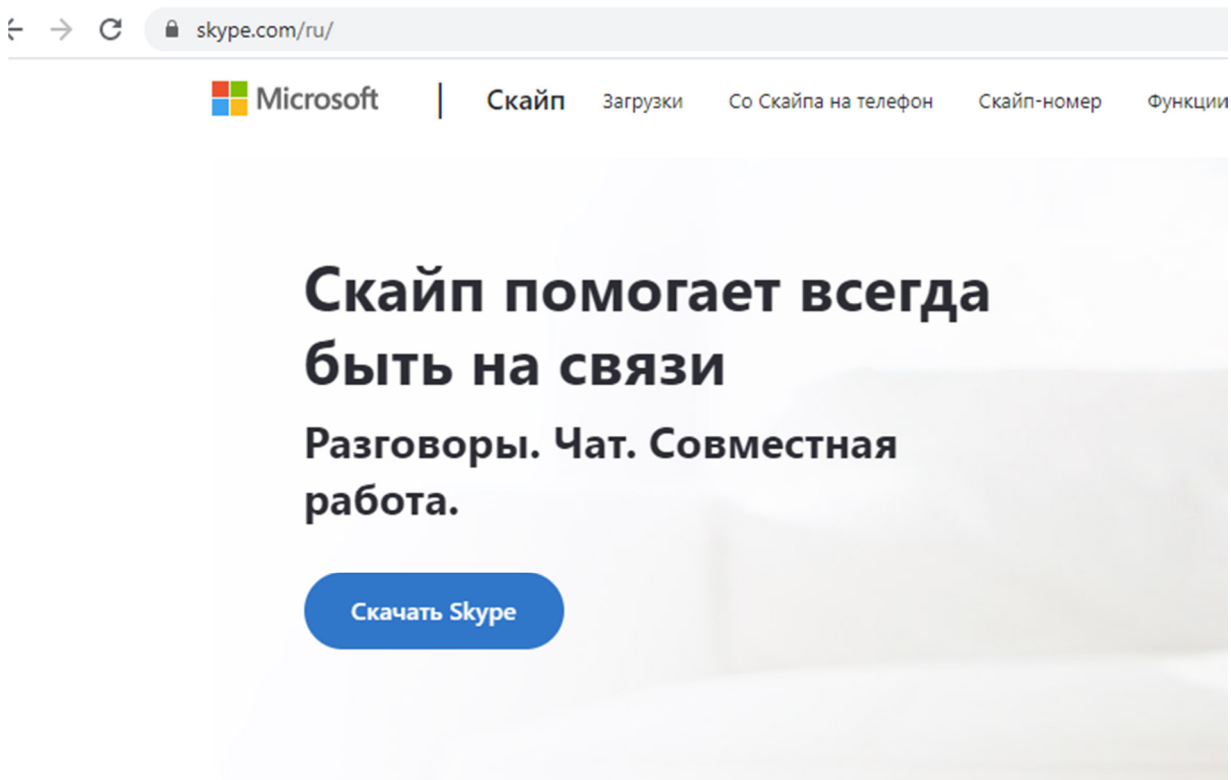 skype.com/ru/
Microsoft | Скайп Загрузки Со Скайпа на телефон Скайп-номер Функции
Скайп помогает всегда
быть на связи
Разговоры. Чат. Совместная
работа.
Скачать Skype